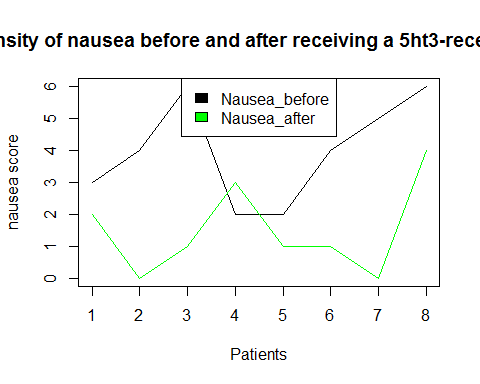 nsity of nausea before and after receiving a 5ht3-rece
Nausea_before
Nausea_after
nausea score
6
5
4
3
2
1
0
1 2 3 4 5 6 7 8
Patients